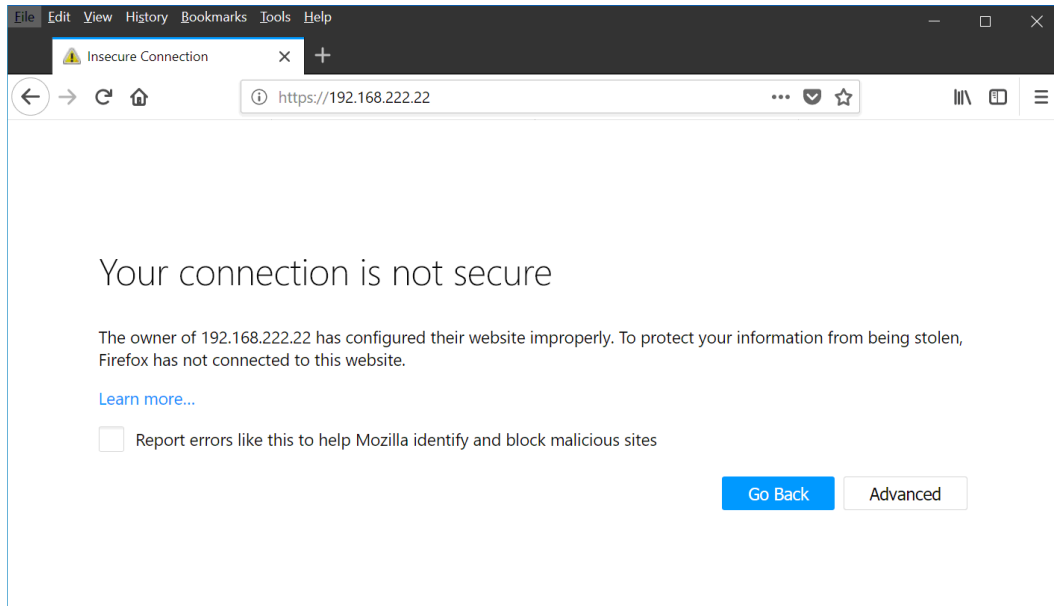 File Edit View History Bookmarks Tools Help
Insecure Connection
https://192.168.222.22
Your connection is not secure
The owner of 192.168.222.22 has configured their website improperly. To protect your information from being stolen,
Firefox has not connected to this website.
Learn more...
Report errors like this to help Mozilla identify and block malicious sites
Go Back Advanced